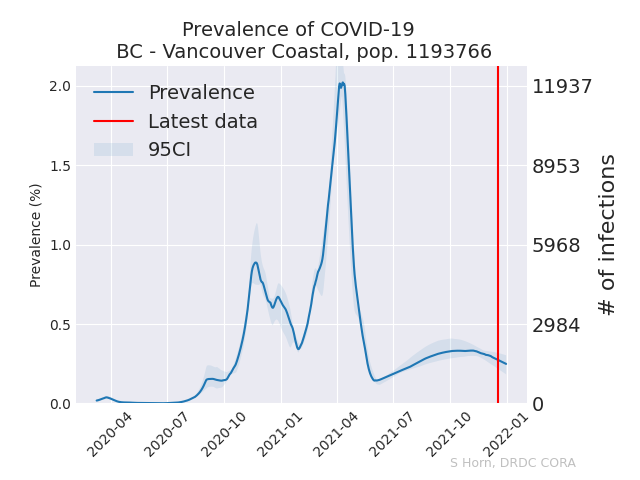 Prevalence of COVID-19
BC - Vancouver Coastal, pop. 1193766
Prevalence
Latest data
95CI
Prevalence (%)
2.0
1.5
1.0
0.5
0.0
11937
8953
5968
2984
0
# of infections
2020-04
2020-07
2020-10
2021-01
2021-04
2021-07
2021-10
2022-01
S Horn, DRDC CORA